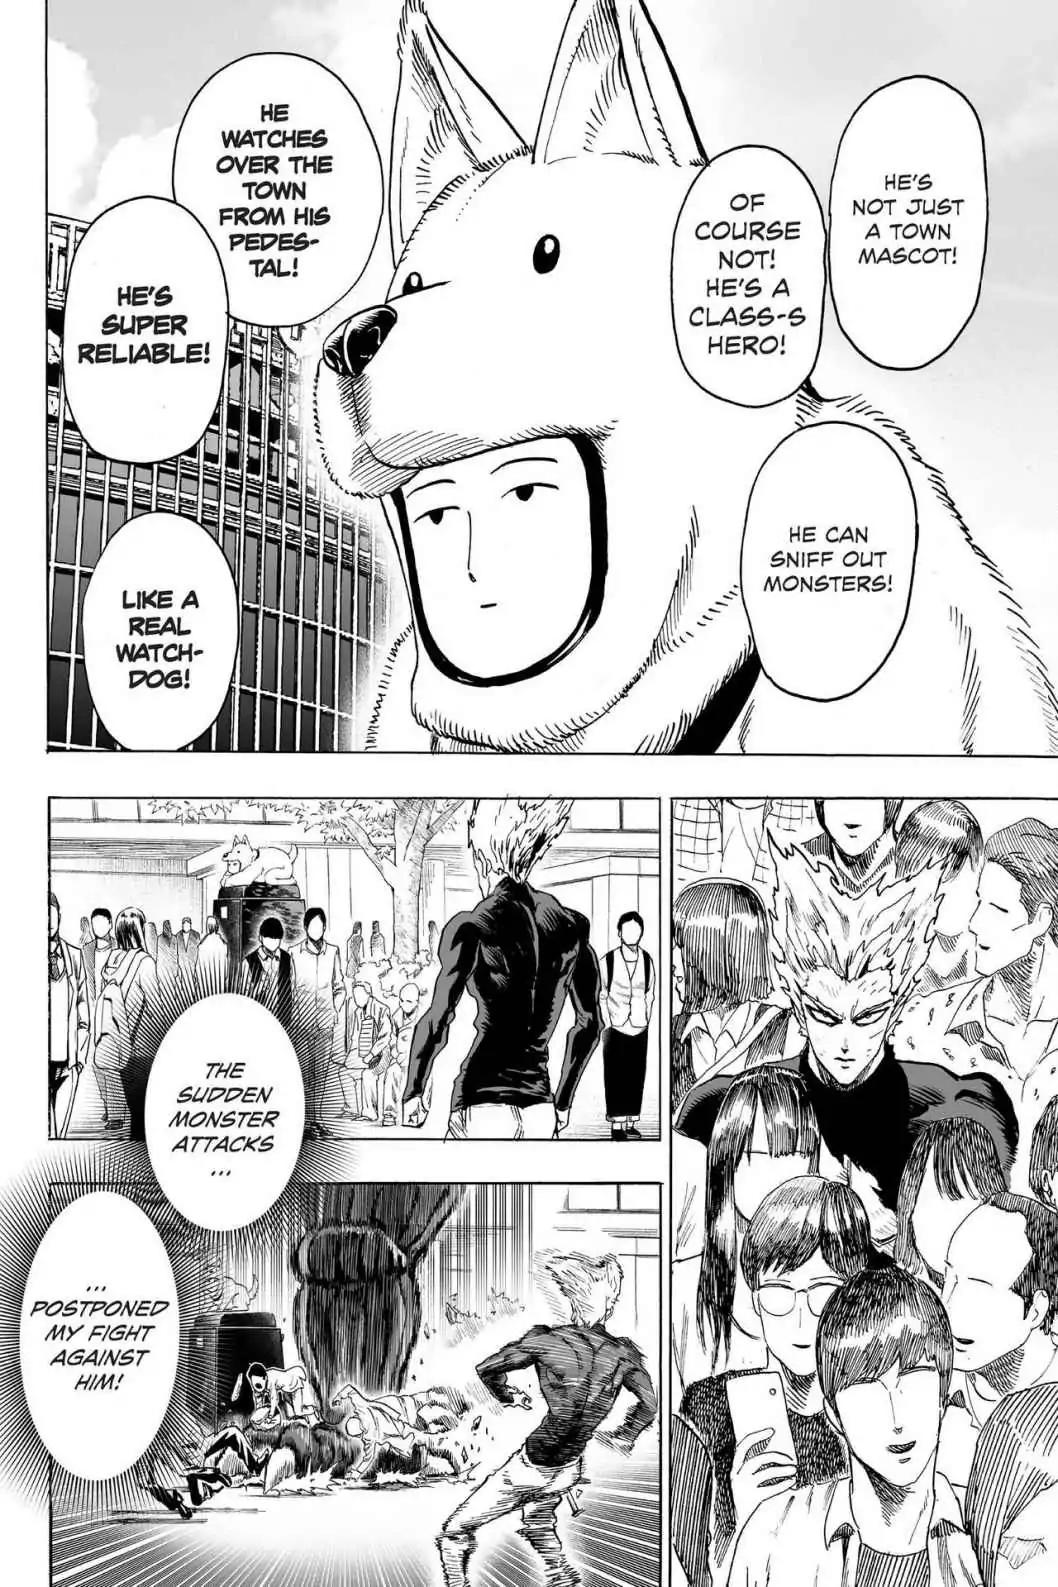 HE'S
NOT JUST
A TOWN
MASCOT!
OF
COURSE
NOT!
HE'S A
CLASS-S
HERO!
HE CAN
SNIFF OUT
MONSTERS!
HE
WATCHES
OVER THE
TOWN
FROM HIS
PEDES-
TAL!
HE'S
SUPER
RELIABLE!
LIKE A
REAL
WATCH-
DOG!
THE
SUDDEN
MONSTER
ATTACKS
...
...
POSTPONED
MY FIGHT
AGAINST
HIM!